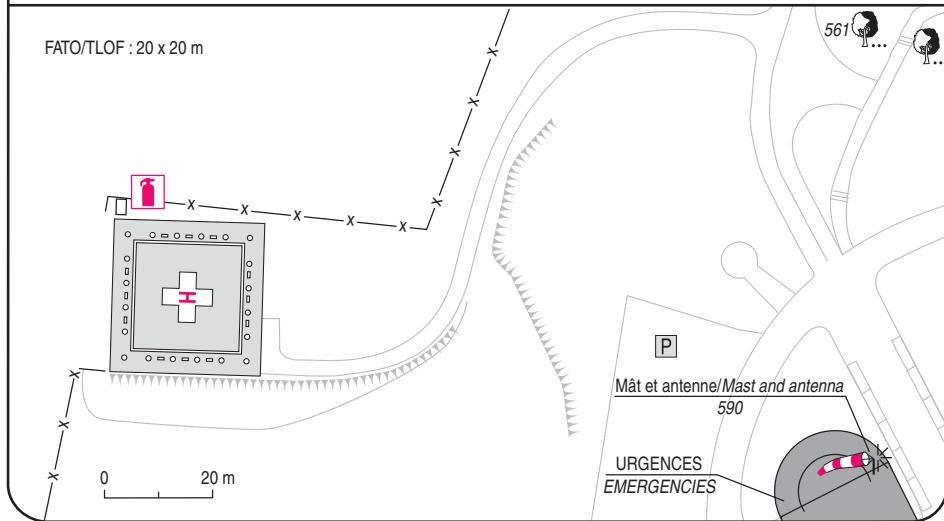 FATO/TLOF : 20 x 20 m
561
H
P
Mât et antenne/Mast and antenna
590
URGENCES
EMERGENCIES
0 20 m